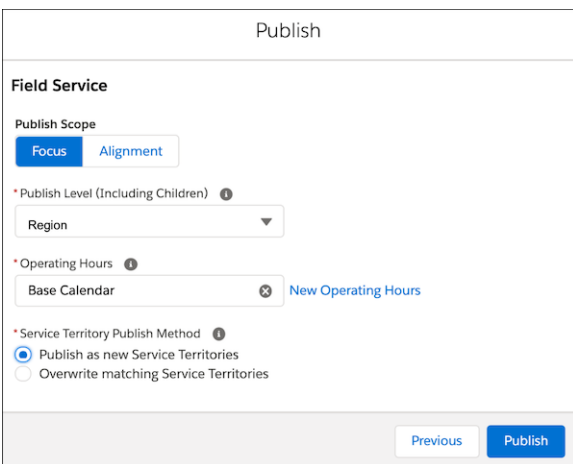 Publish
Field Service
Publish Scope
Focus
Alignment
*Publish Level (Including Children)
Region
*Operating Hours
Base Calendar
New Operating Hours
*Service Territory Publish Method
Publish as new Service Territories
Overwrite matching Service Territories
Previous
Publish